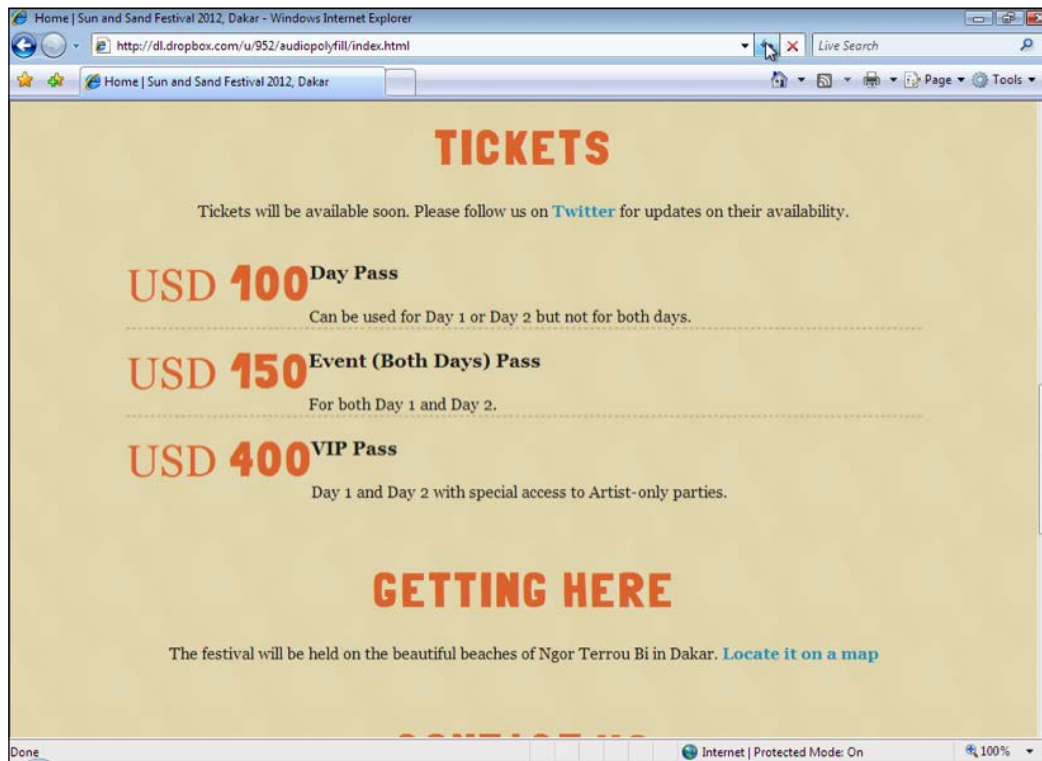 Home | Sun and Sand Festival 2012, Dakar - Windows Internet Explorer
http://dl.dropbox.com/u/952/audiopolyfill/index.html
Live Search
Home | Sun and Sand Festival 2012, Dakar
Page
Tools
TICKETS
Tickets will be available soon. Please follow us on Twitter for updates on their availability.
USD 100 Day Pass
Can be used for Day 1 or Day 2 but not for both days.
USD 150 Event (Both Days) Pass
For both Day 1 and Day 2.
USD 400 VIP Pass
Day 1 and Day 2 with special access to Artist-only parties.
GETTING HERE
The festival will be held on the beautiful beaches of Ngor Terrou Bi in Dakar. Locate it on a map
Done
Internet | Protected Mode: On
100%